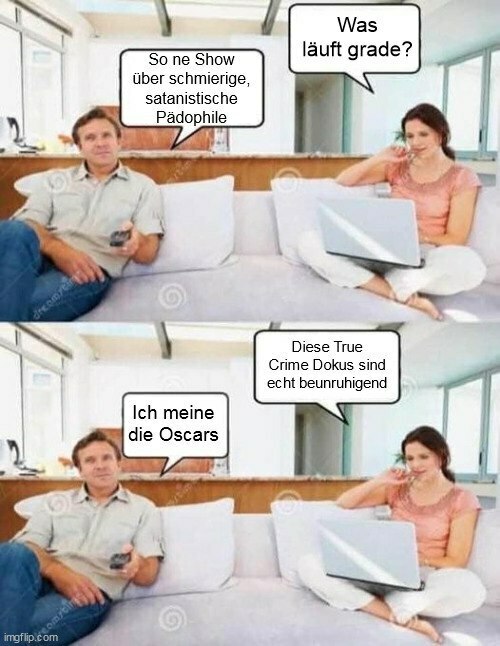 Was
läuft grade?
So ne Show
über schmierige,
satanistische
Pädophile
Diese True
Crime Dokus sind
echt beunruhigend
Ich meine
die Oscars
imgflip.com